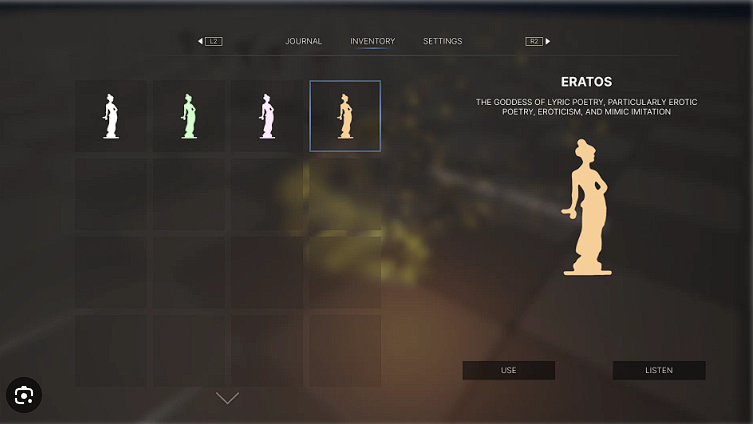 L2
JOURNAL
INVENTORY
SETTINGS
R2
ERATOS
THE GODDESS OF LYRIC POETRY, PARTICULARLY EROTIC
POETRY, EROTICISM, AND MIMIC IMITATION
USE
LISTEN